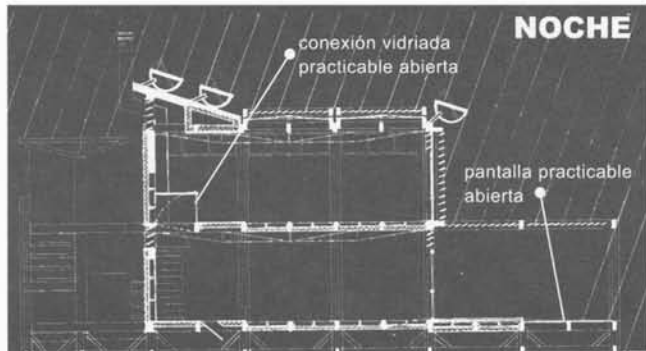 NOCHE
conexión vidriada
practicable abierta
pantalla practicable
abierta